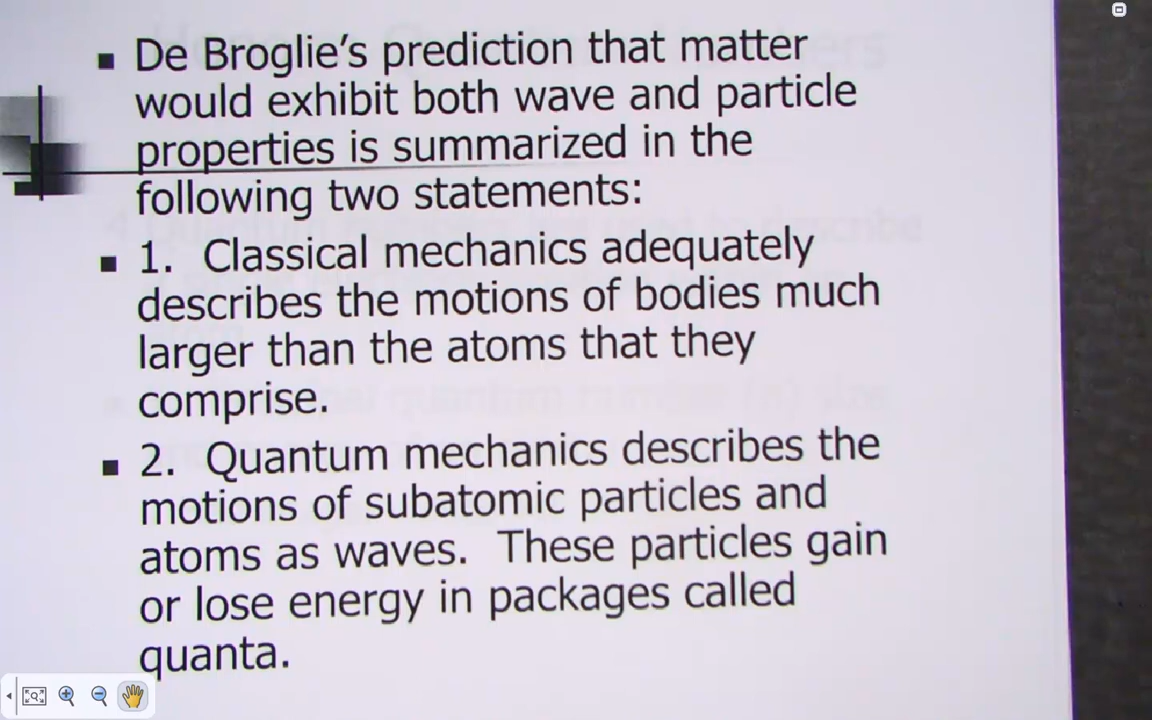 De Broglie's prediction that matter
would exhibit both wave and particle
properties is summarized in the
following two statements:
1. Classical mechanics adequately
describes the motions of bodies much
larger than the atoms that they
comprise.
2. Quantum mechanics describes the
motions of subatomic particles and
atoms as waves. These particles gain
or lose energy in packages called
quanta.